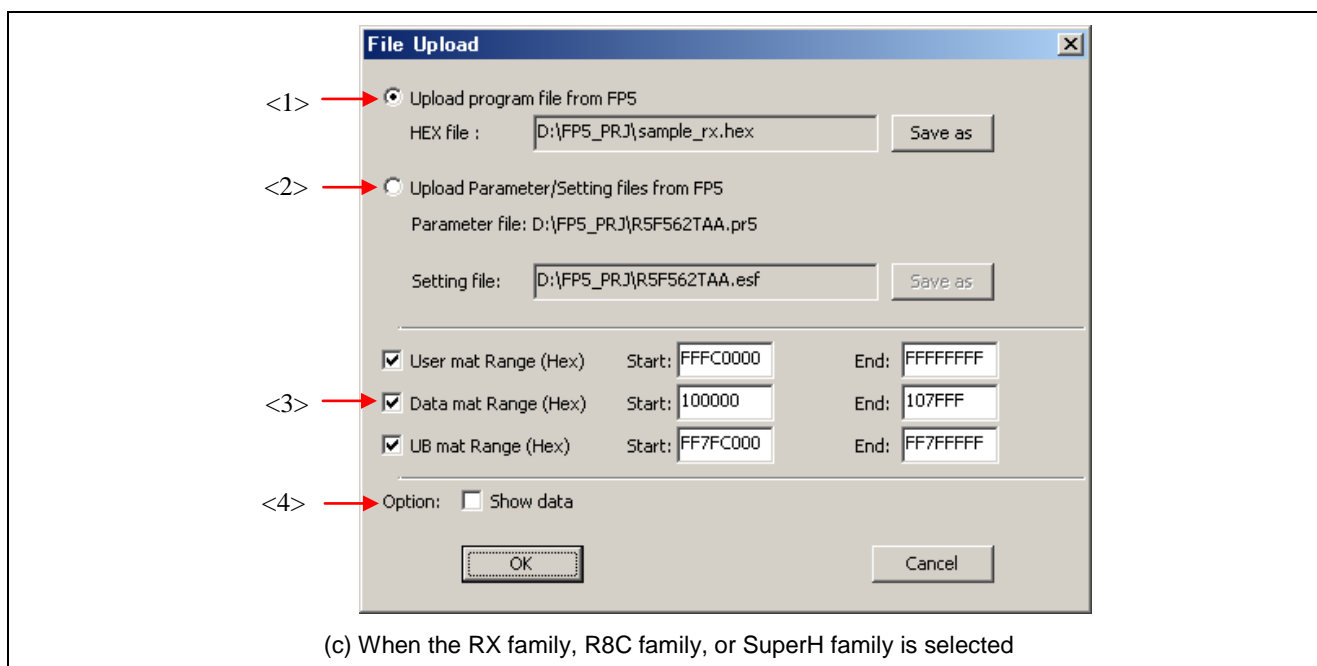 File Upload
<1>
Upload program file from FP5
HEX file : D:\FP5_PRJ\sample_rx.hex Save as
<2>
Upload Parameter/Setting files from FP5
Parameter file: D:\FP5_PRJ\R5F562TAA.pr5
Setting file: D:\FP5_PRJ\R5F562TAA.esf Save as
User mat Range (Hex) Start: FFFC0000 End: FFFFFFFF
<3> Data mat Range (Hex) Start: 100000 End: 107FFF
UB mat Range (Hex) Start: FF7FC000 End: FF7FFFFF
<4> Option: Show data
OK Cancel
(c) When the RX family, R8C family, or SuperH family is selected